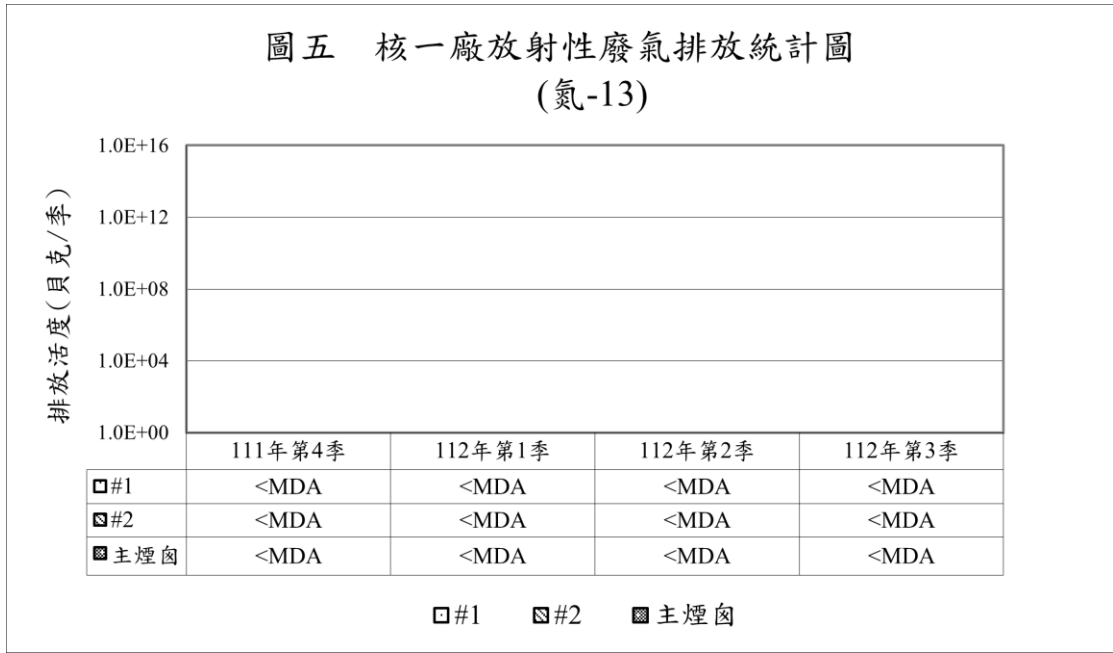 圖五　核一廠放射性廢氣排放統計圖
(氮-13)
排放活度(貝克/季)
1.0E+16
1.0E+12
1.0E+08
1.0E+04
1.0E+00
111年第4季 112年第1季 112年第2季 112年第3季
#1 <MDA <MDA <MDA <MDA
#2 <MDA <MDA <MDA <MDA
主煙囪 <MDA <MDA <MDA <MDA
#1 #2 主煙囪